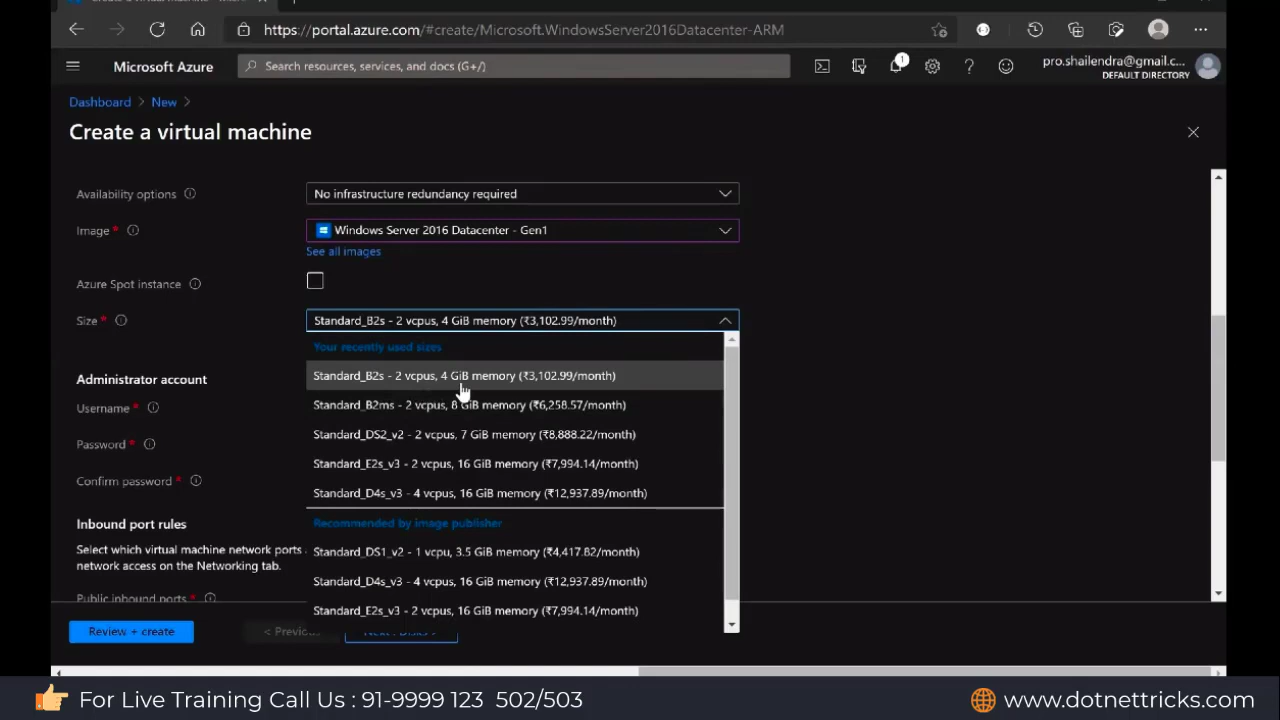 https://portal.azure.com/#create/Microsoft.WindowsServer2016Datacenter-ARM
Microsoft Azure
Search resources, services, and docs (G+/)
1
pro.shailendra@gmail.c...
DEFAULT DIRECTORY
Dashboard > New >
Create a virtual machine
Availability options
No infrastructure redundancy required
Image *
Windows Server 2016 Datacenter - Gen1
See all images
Azure Spot instance
Size *
Standard_B2s - 2 vcpus, 4 GiB memory (₹3,102.99/month)
Your recently used sizes
Standard_B2s - 2 vcpus, 4 GiB memory (₹3,102.99/month)
Standard_B2ms - 2 vcpus, 8 GiB memory (₹6,258.57/month)
Standard_DS2_v2 - 2 vcpus, 7 GiB memory (₹8,888.22/month)
Standard_E2s_v3 - 2 vcpus, 16 GiB memory (₹7,994.14/month)
Standard_D4s_v3 - 4 vcpus, 16 GiB memory (₹12,937.89/month)
Recommended by image publisher
Standard_DS1_v2 - 1 vcpu, 3.5 GiB memory (₹4,417.82/month)
Standard_D4s_v3 - 4 vcpus, 16 GiB memory (₹12,937.89/month)
Standard_E2s_v3 - 2 vcpus, 16 GiB memory (₹7,994.14/month)
Administrator account
Username *
Password *
Confirm password *
Inbound port rules
Select which virtual machine network ports
network access on the Networking tab.
Public inbound ports *
Review + create
< Previous
Next : Disks >
For Live Training Call Us : 91-9999 123 502/503
www.dotnettricks.com